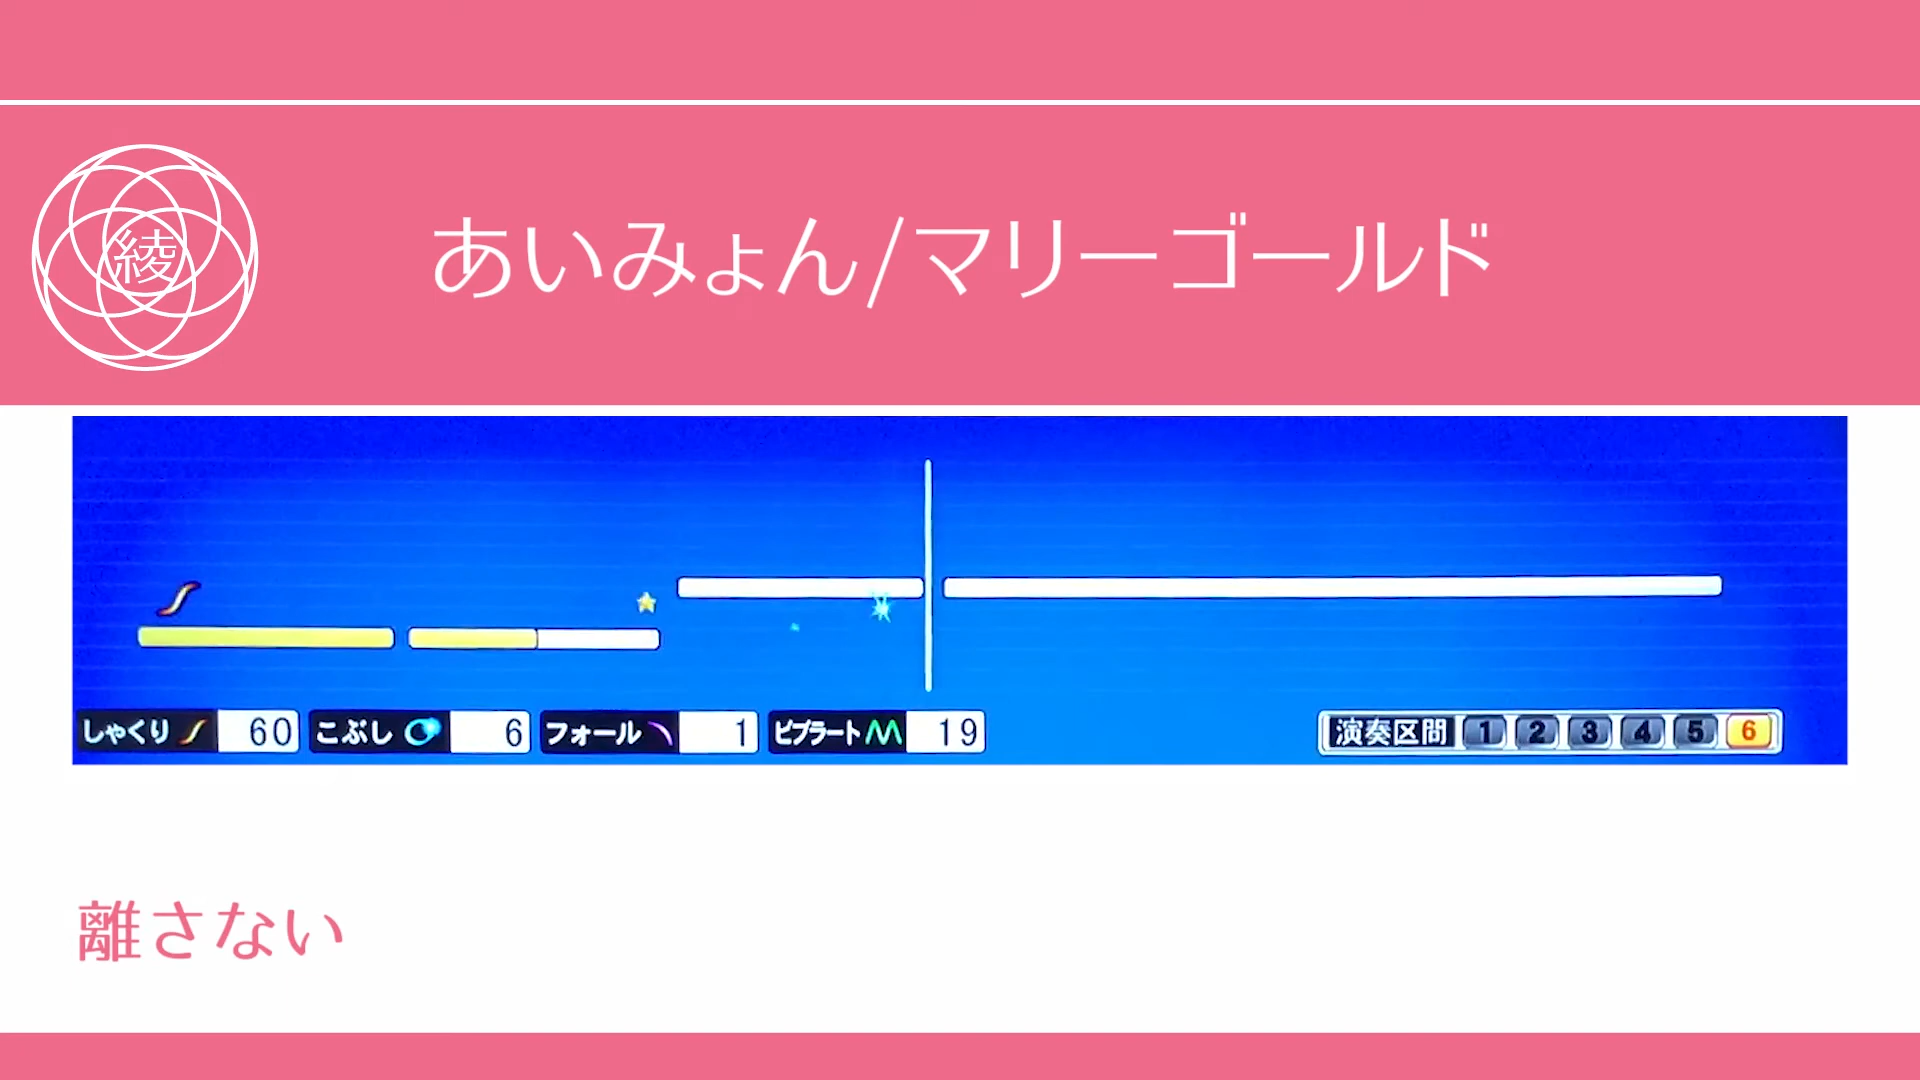 綾
あいみょん/マリーゴールド
しゃくり 60 こぶし 6 フォール 1 ビブラート 19 演奏区間 1 2 3 4 5 6
離さない